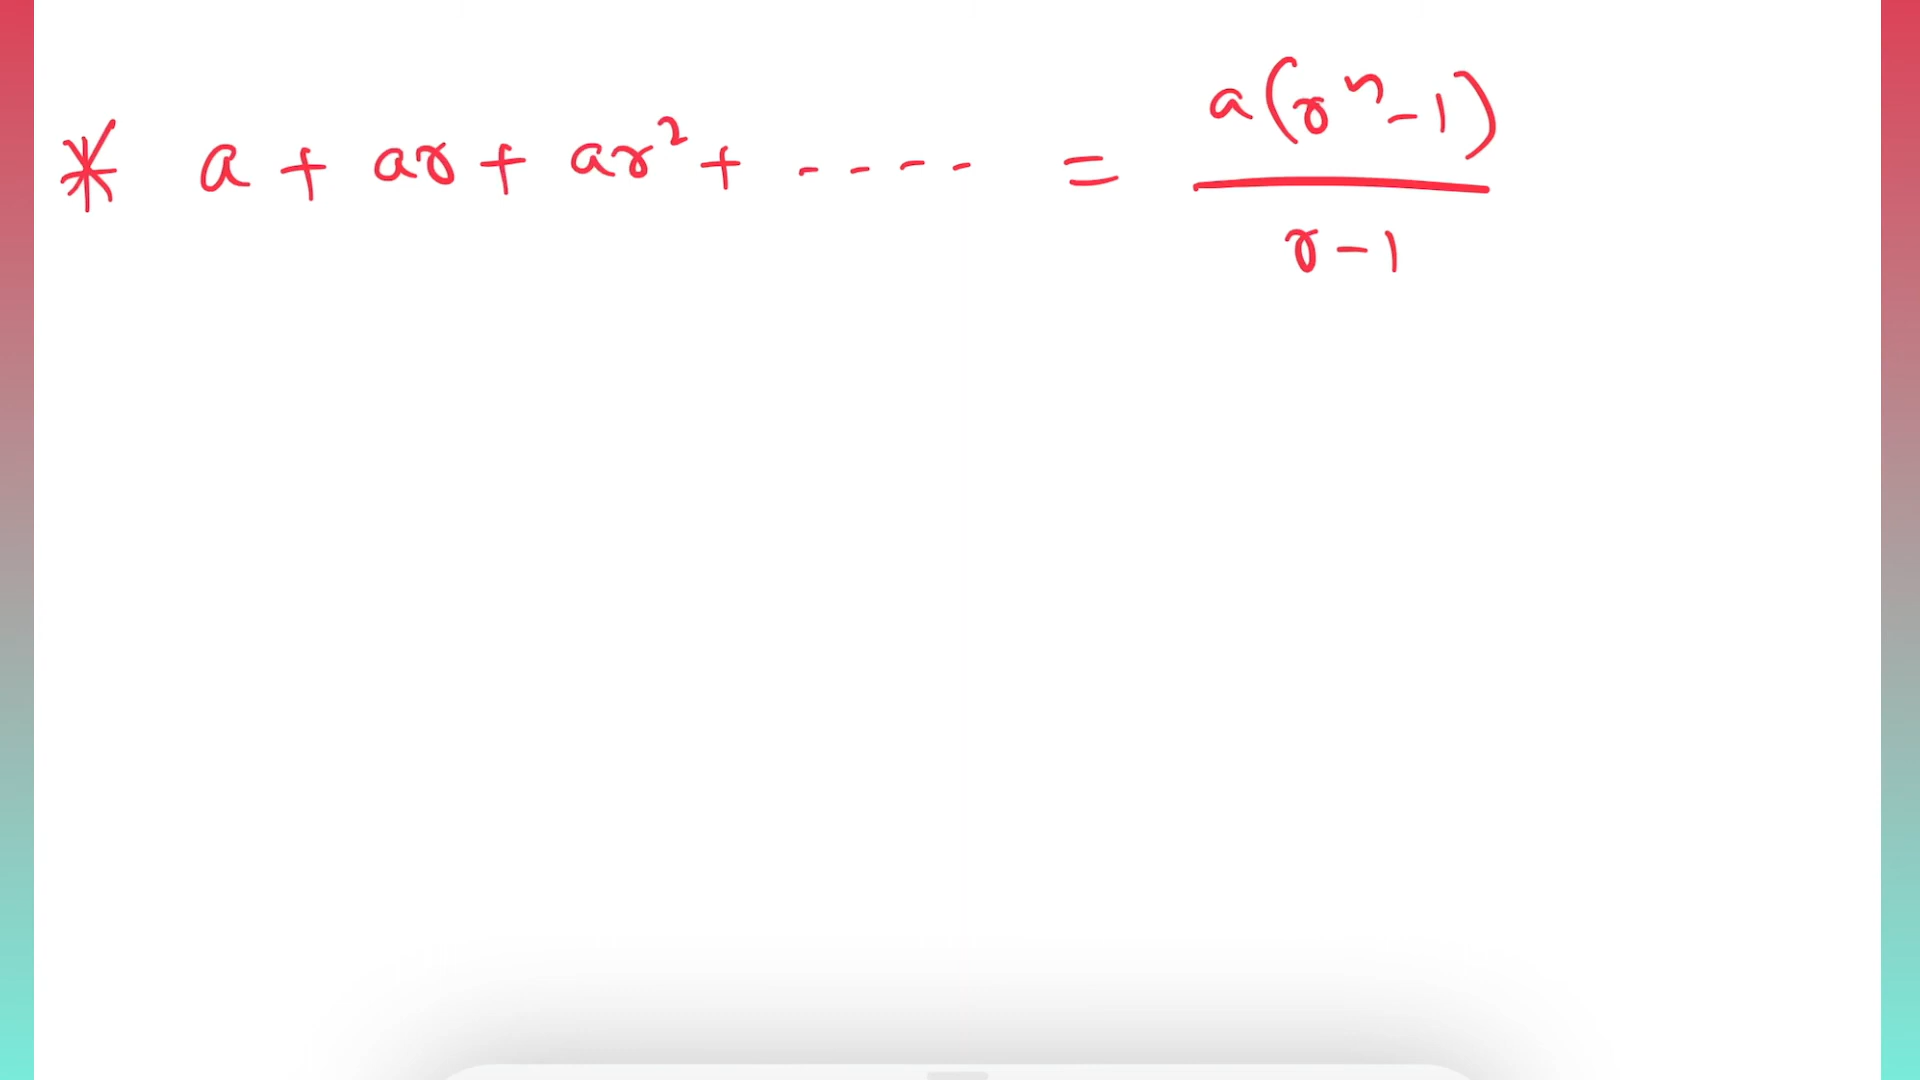 * a + ar + ar² + ---- = a(rⁿ-1) / r-1